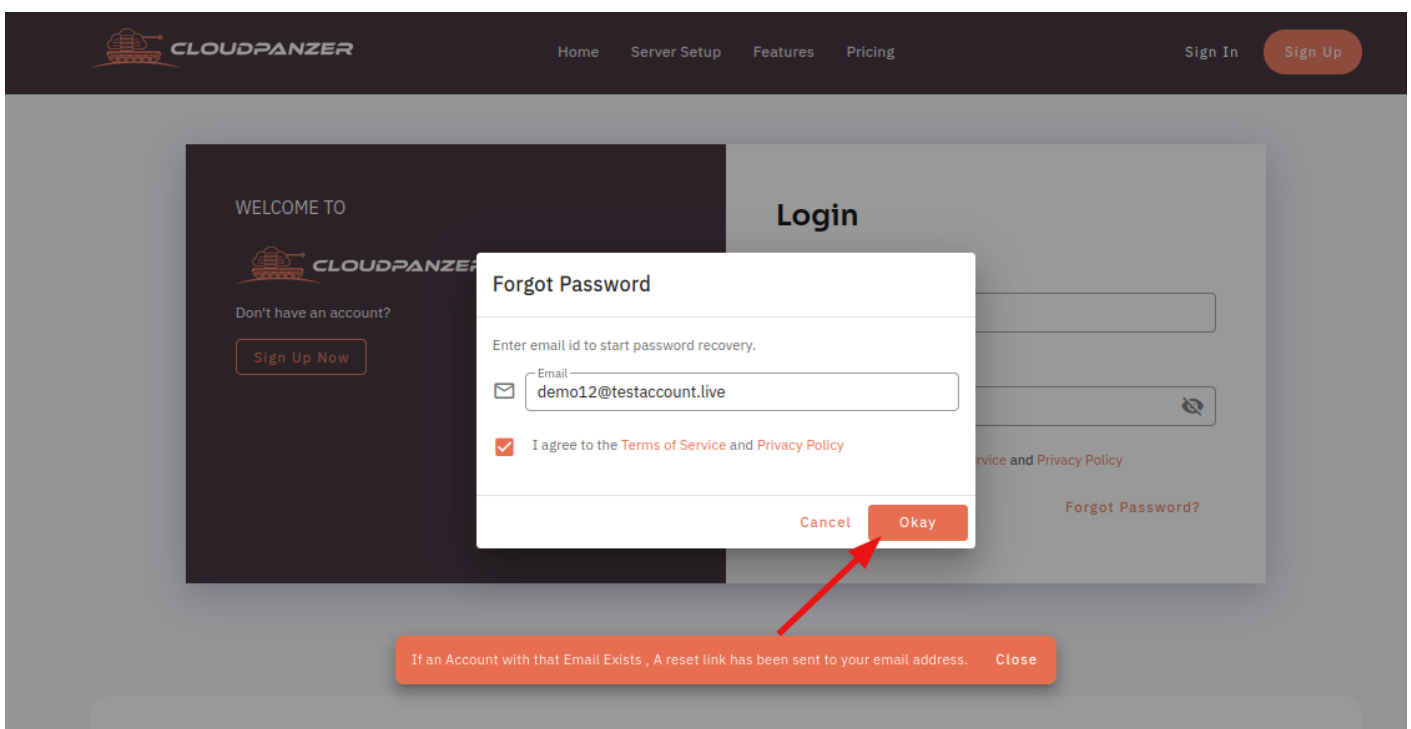 CLOUDPANZER
Home Server Setup Features Pricing
Sign In Sign Up
WELCOME TO
CLOUDPANZER
Don't have an account?
Sign Up Now
Login
Forgot Password
Enter email id to start password recovery.
Email
demo12@testaccount.live
I agree to the Terms of Service and Privacy Policy
Cancel Okay
and Privacy Policy
Forgot Password?
If an Account with that Email Exists , A reset link has been sent to your email address. Close